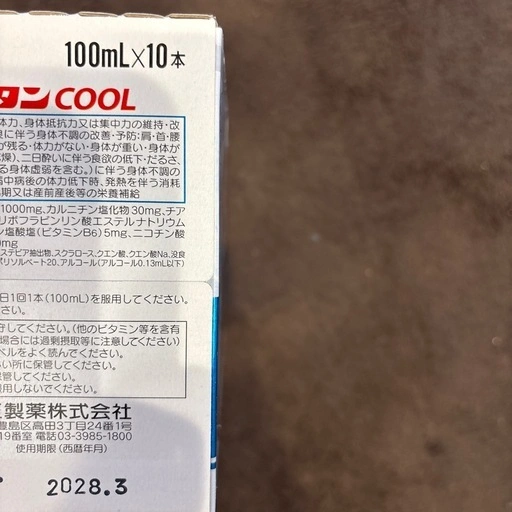 100mL×10本
タン COOL
体力、身体抵抗力又は集中力の維持・改
良に伴う身体不調の改善・予防:肩・首・腰
が残る・体力がない・身体が重い・身体が
燥)、二日酔いに伴う食欲の低下・だるさ、
る身体虚弱を含む。)に伴う身体不調の
中病後の体力低下時、発熱を伴う消耗
期又は産前産後等の栄養補給
1000mg、カルニチン塩化物30mg、チア
リボフラビンリン酸エステルナトリウム
ン塩酸塩(ビタミンB6)5mg、ニコチン酸
mg
ステビア抽出物、スクラロース、クエン酸、クエン酸Na、没食
ポリソルベート20、アルコール(アルコール0.13mL以下)
日1回1本(100mL)を服用してください。
守してください。(他のビタミン等を含有
場合には過剰摂取等に注意してください)
ベルをよく読んでください。
い所に保管してください。
保管してください。
用しないでください。
製薬株式会社
豊島区高田3丁目24番1号
19番室 電話03-3985-1800
使用期限(西暦年月)
2028.3